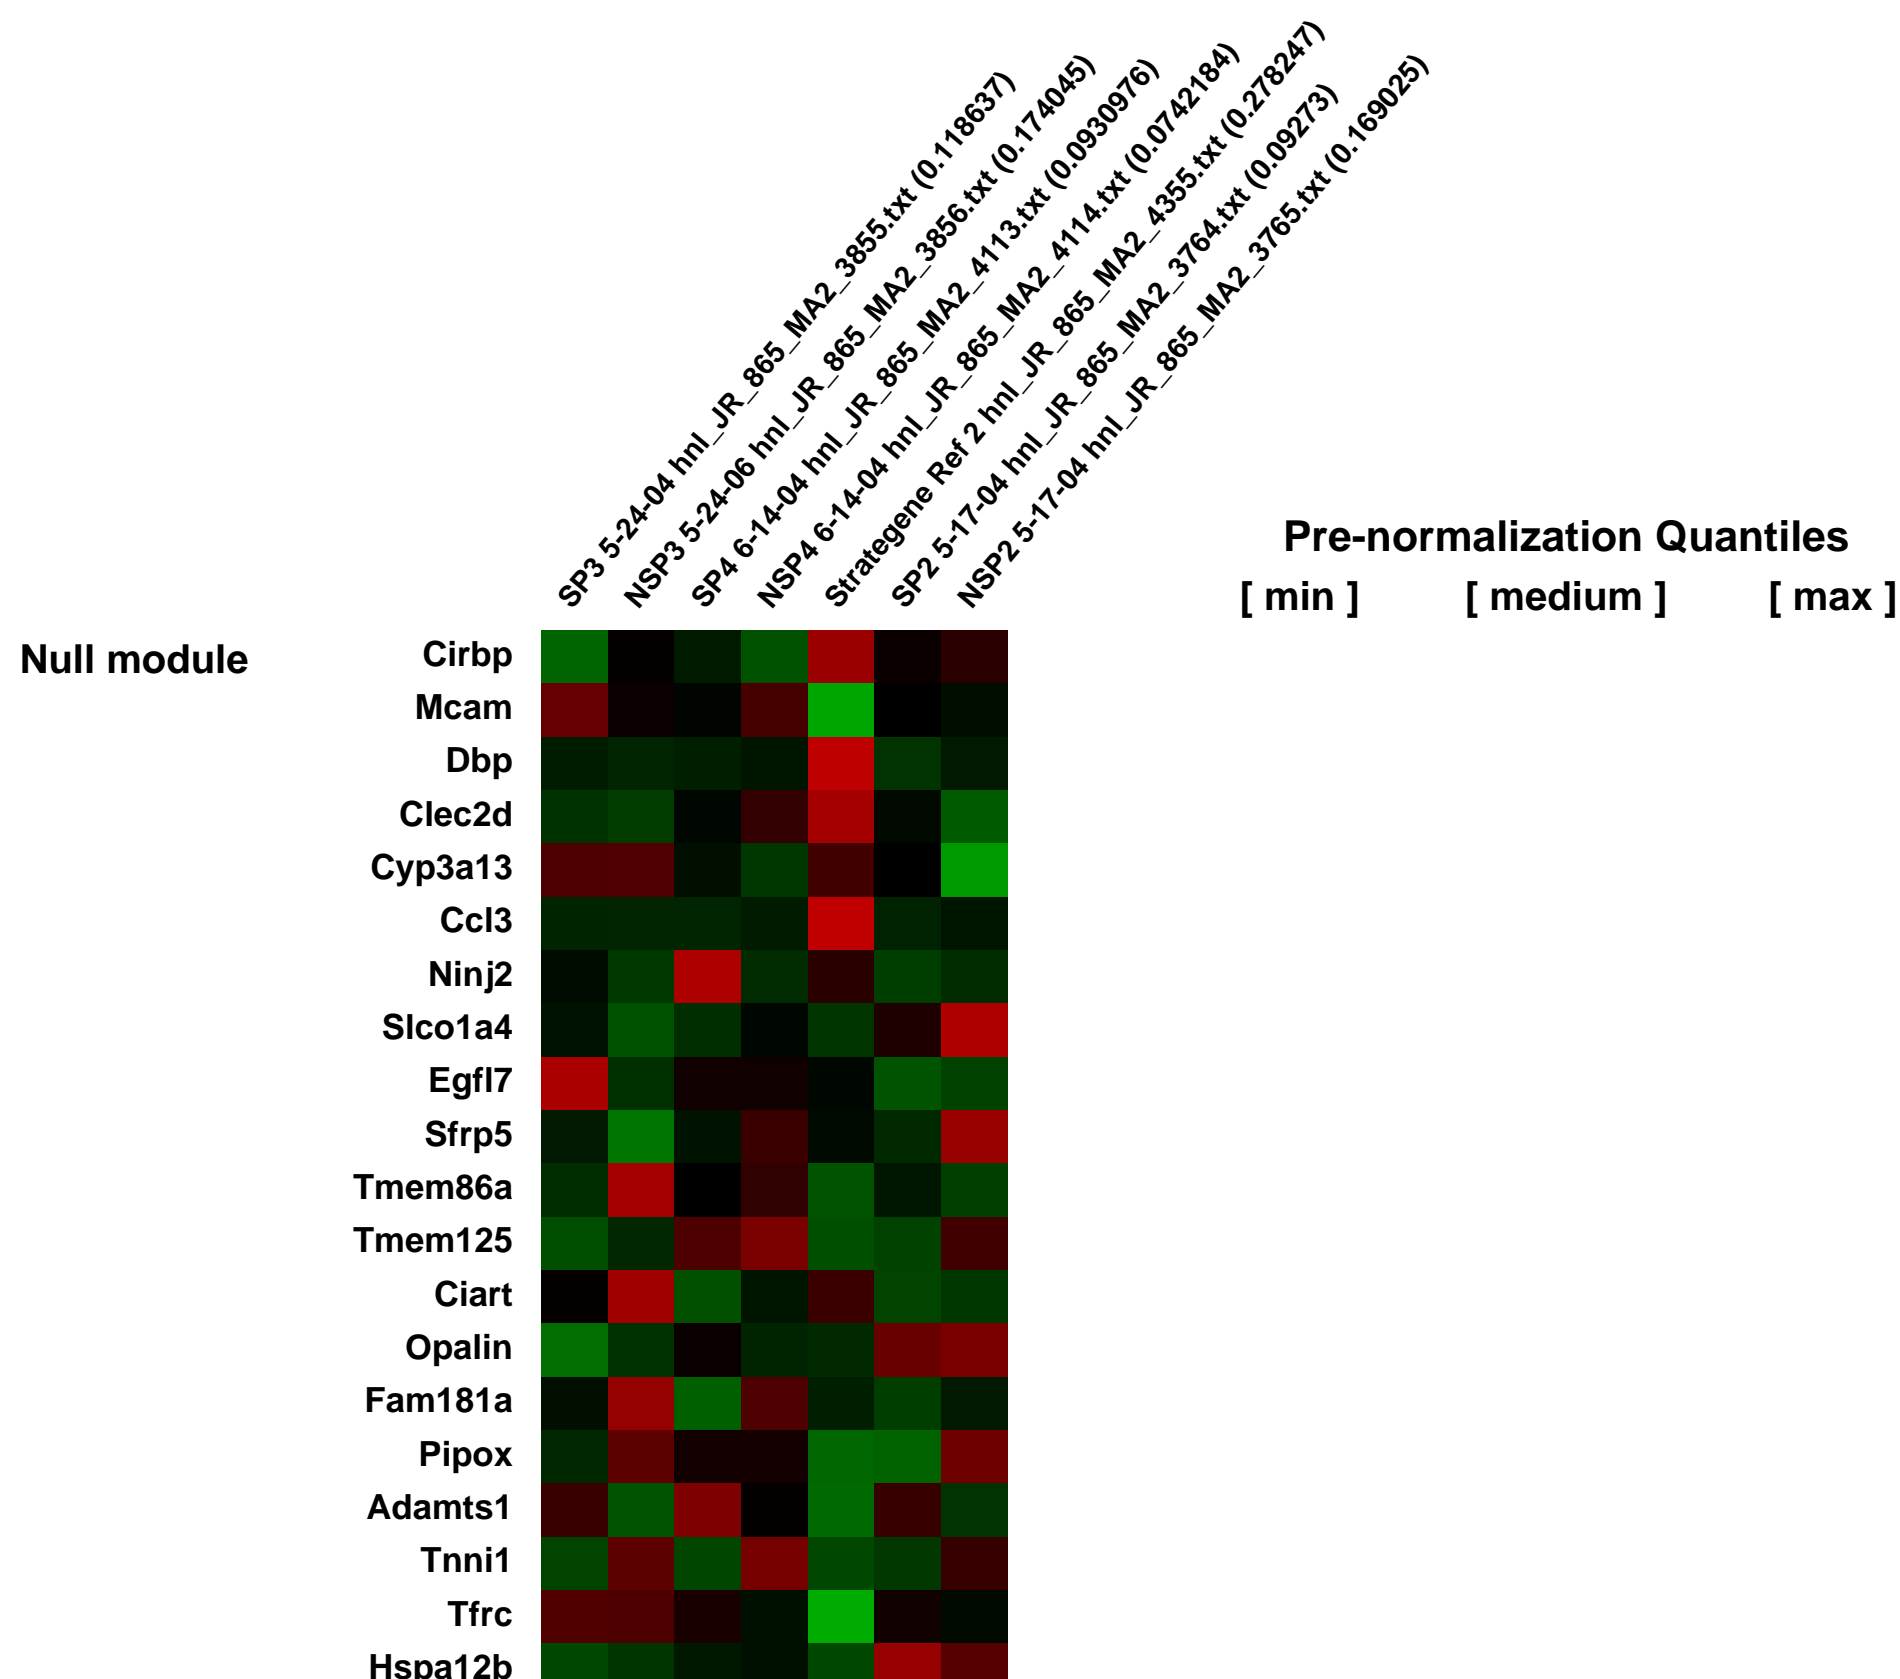 SP3 5-24-04 hnl_JR_865_MA2_3855.txt (0.118637)
NSP3 5-24-06 hnl_JR_865_MA2_3856.txt (0.174045)
SP4 6-14-04 hnl_JR_865_MA2_4113.txt (0.0930976)
NSP4 6-14-04 hnl_JR_865_MA2_4114.txt (0.0742184)
Strategene Ref 2 hnl_JR_865_MA2_4355.txt (0.278247)
SP2 5-17-04 hnl_JR_865_MA2_3764.txt (0.09273)
NSP2 5-17-04 hnl_JR_865_MA2_3765.txt (0.169025)
Pre-normalization Quantiles
[ min ] [ medium ] [ max ]
Null module
Cirbp
Mcam
Dbp
Clec2d
Cyp3a13
Ccl3
Ninj2
Slco1a4
Egfl7
Sfrp5
Tmem86a
Tmem125
Ciart
Opalin
Fam181a
Pipox
Adamts1
Tnni1
Tfrc
Hspa12b